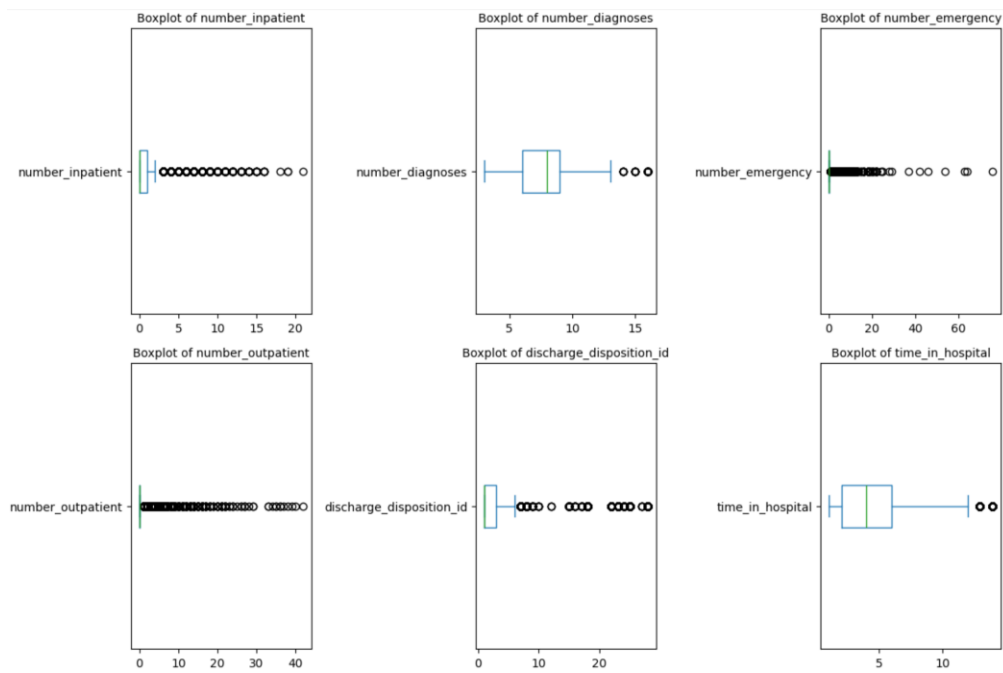 Boxplot of number_inpatient
number_inpatient
0 5 10 15 20
Boxplot of number_diagnoses
number_diagnoses
5 10 15
Boxplot of number_emergency
number_emergency
0 20 40 60
Boxplot of number_outpatient
number_outpatient
0 10 20 30 40
Boxplot of discharge_disposition_id
discharge_disposition_id
0 10 20
Boxplot of time_in_hospital
time_in_hospital
5 10